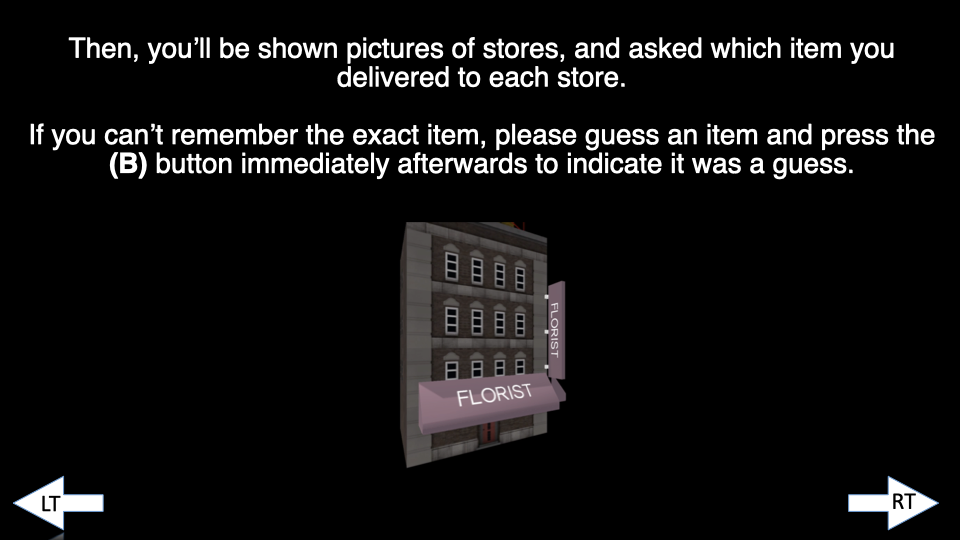 Then, you’ll be shown pictures of stores, and asked which item you
delivered to each store.
If you can’t remember the exact item, please guess an item and press the
(B) button immediately afterwards to indicate it was a guess.
FLORIST
FLORIST
LT
RT